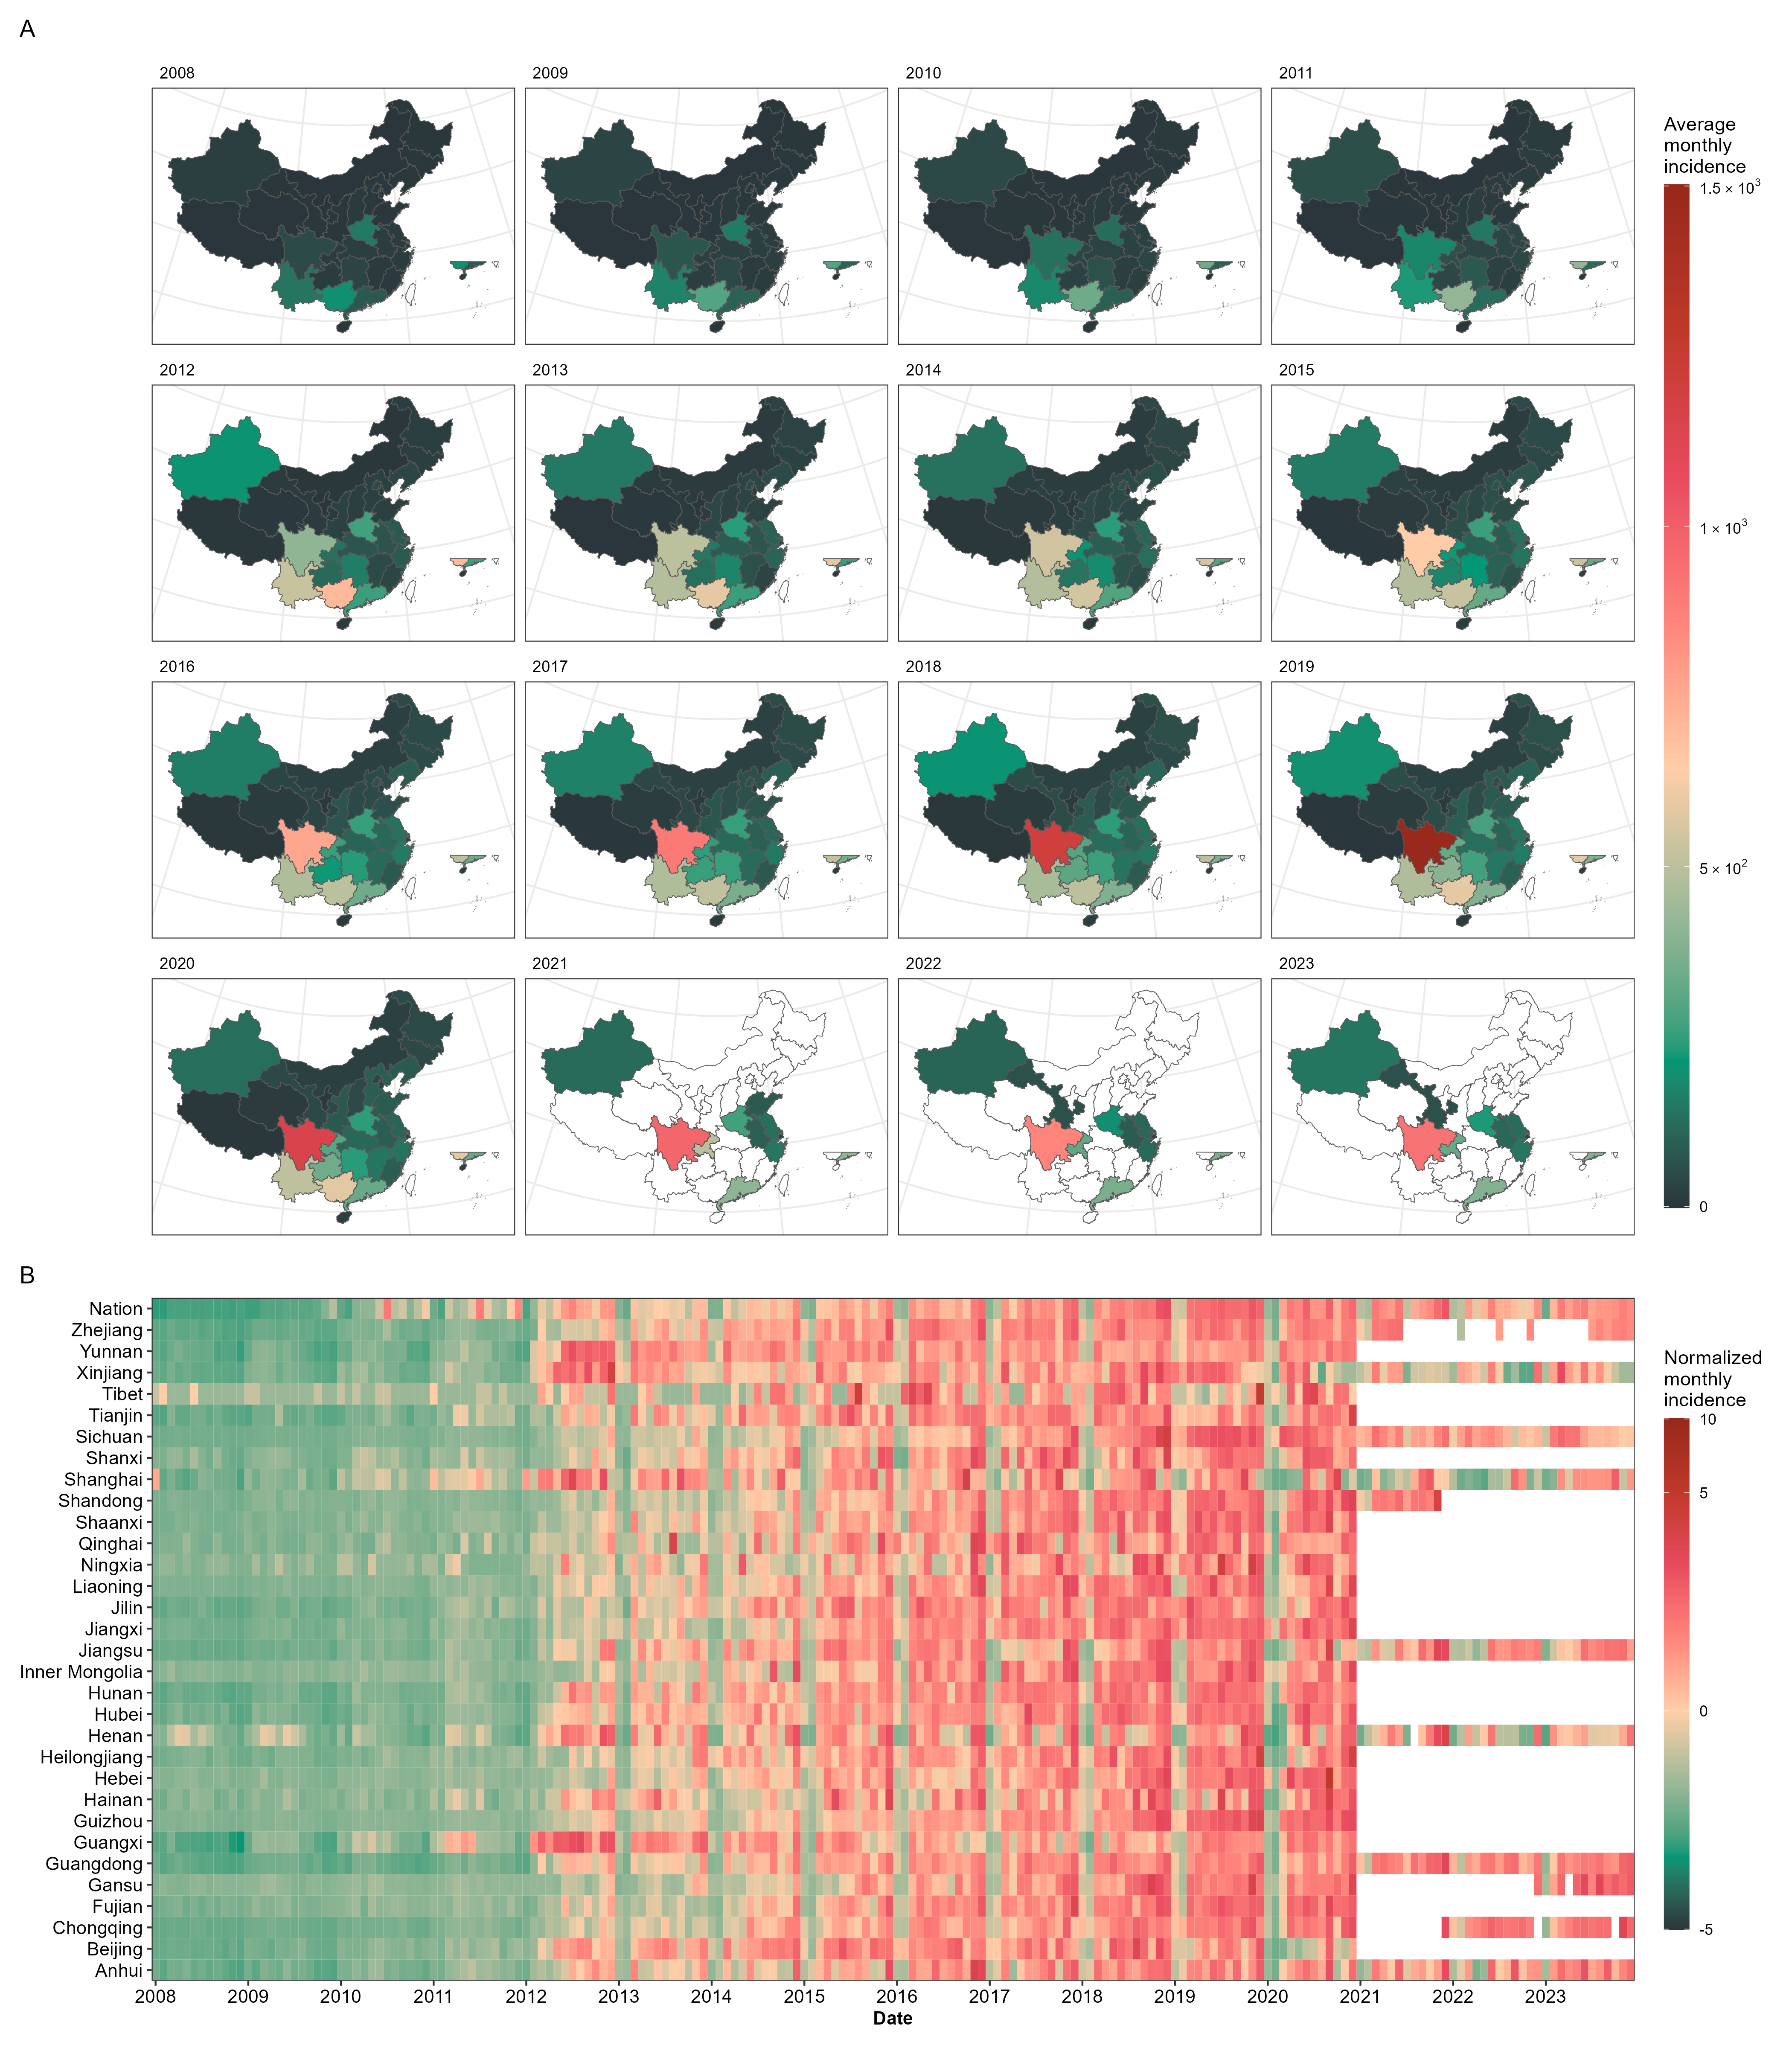 A
2008
2009
2010
2011
2012
2013
2014
2015
2016
2017
2018
2019
2020
2021
2022
2023
Average
monthly
incidence
1.5 × 10³
1 × 10³
5 × 10²
0
B
Nation
Zhejiang
Yunnan
Xinjiang
Tibet
Tianjin
Sichuan
Shanxi
Shanghai
Shandong
Shaanxi
Qinghai
Ningxia
Liaoning
Jilin
Jiangxi
Jiangsu
Inner Mongolia
Hunan
Hubei
Henan
Heilongjiang
Hebei
Hainan
Guizhou
Guangxi
Guangdong
Gansu
Fujian
Chongqing
Beijing
Anhui
2008 2009 2010 2011 2012 2013 2014 2015 2016 2017 2018 2019 2020 2021 2022 2023
Date
Normalized
monthly
incidence
10
5
0
-5